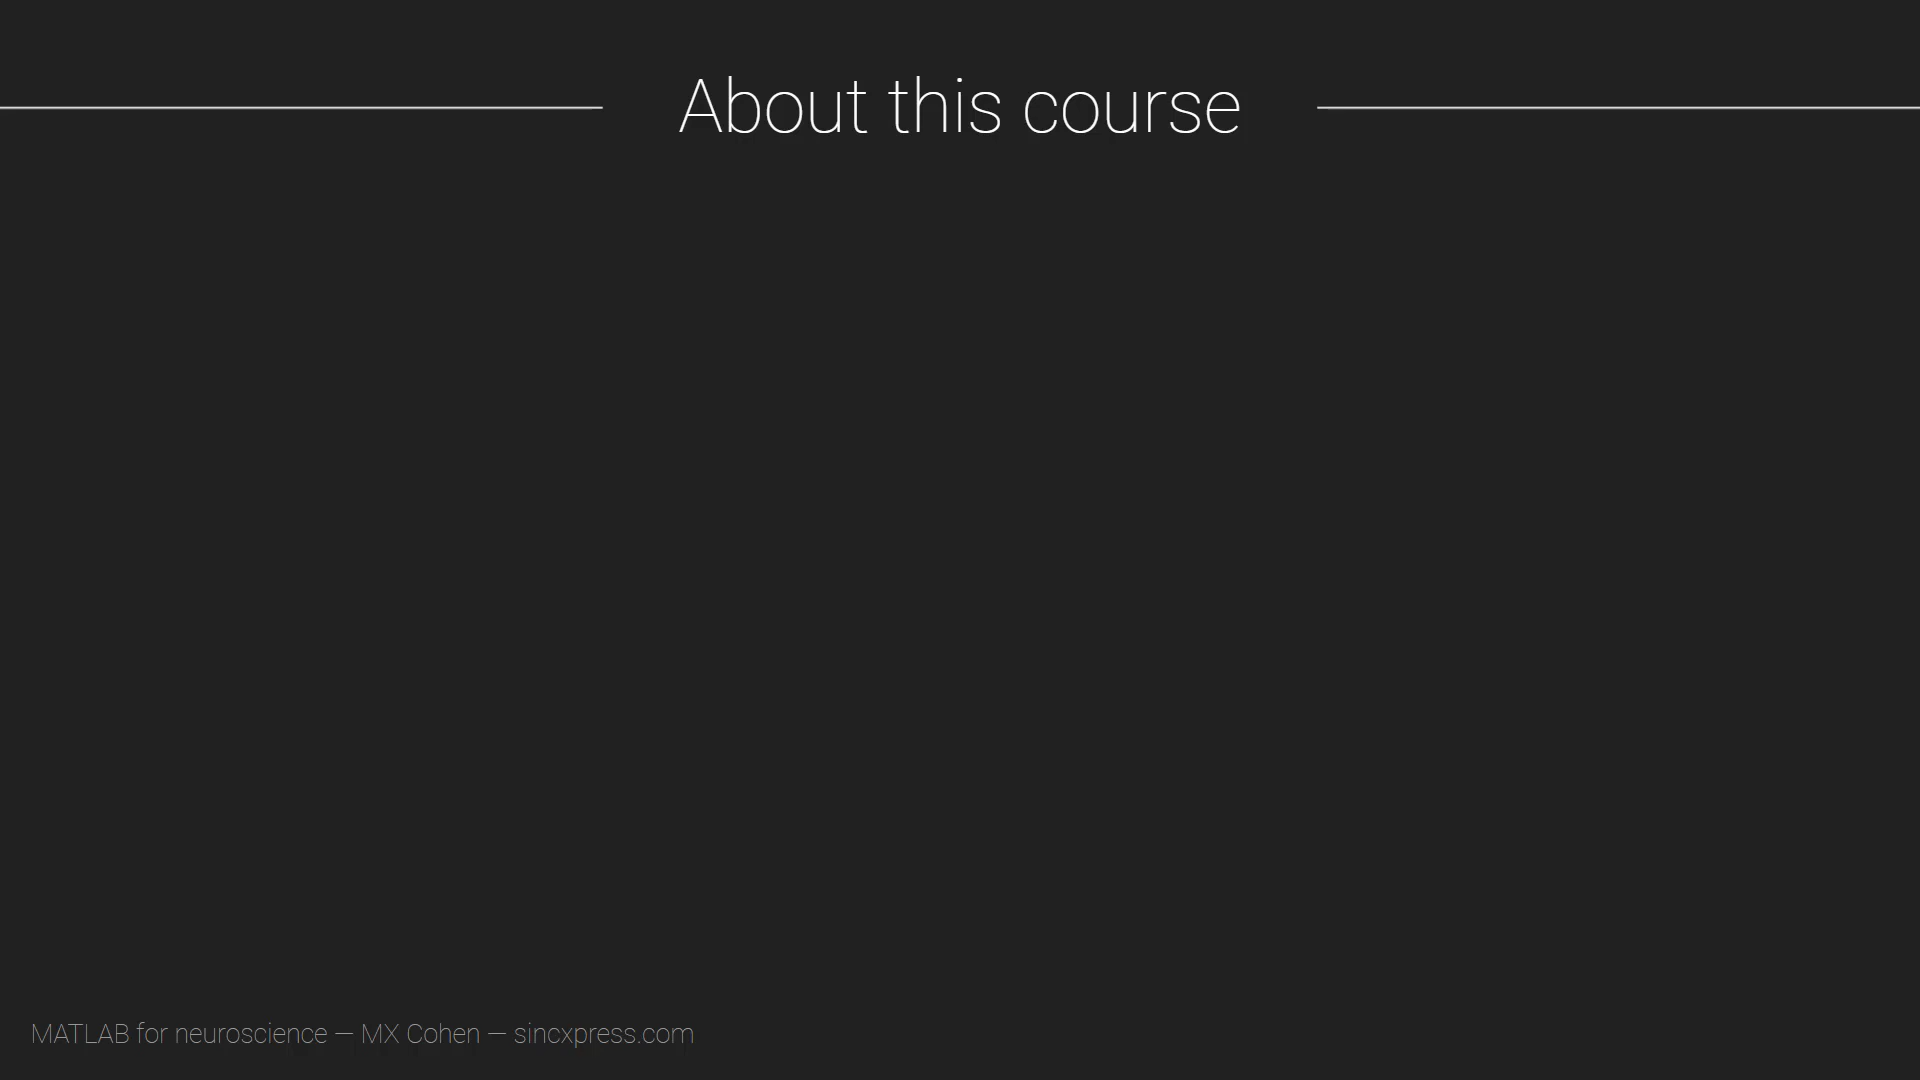 About this course
MATLAB for neuroscience — MX Cohen — sincxpress.com